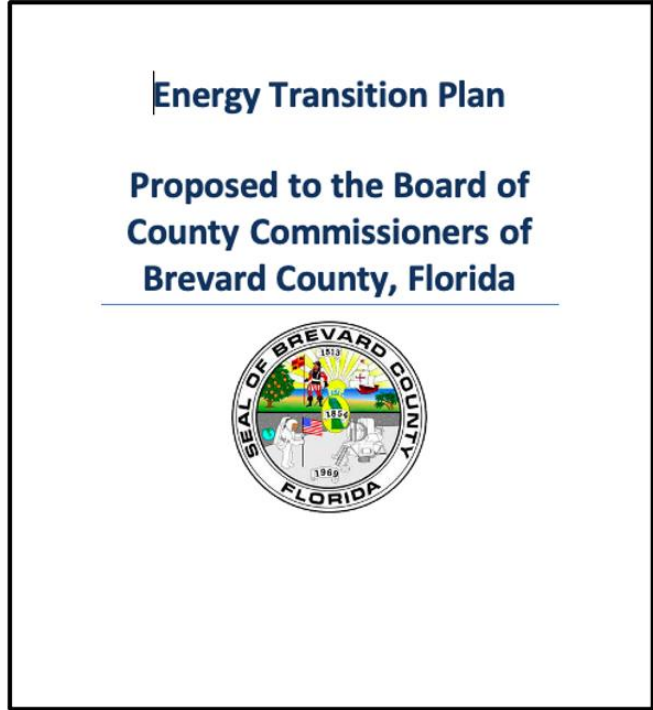 Energy Transition Plan
Proposed to the Board of
County Commissioners of
Brevard County, Florida
SEAL OF BREVARD COUNTY
1513
1854
1969
FLORIDA